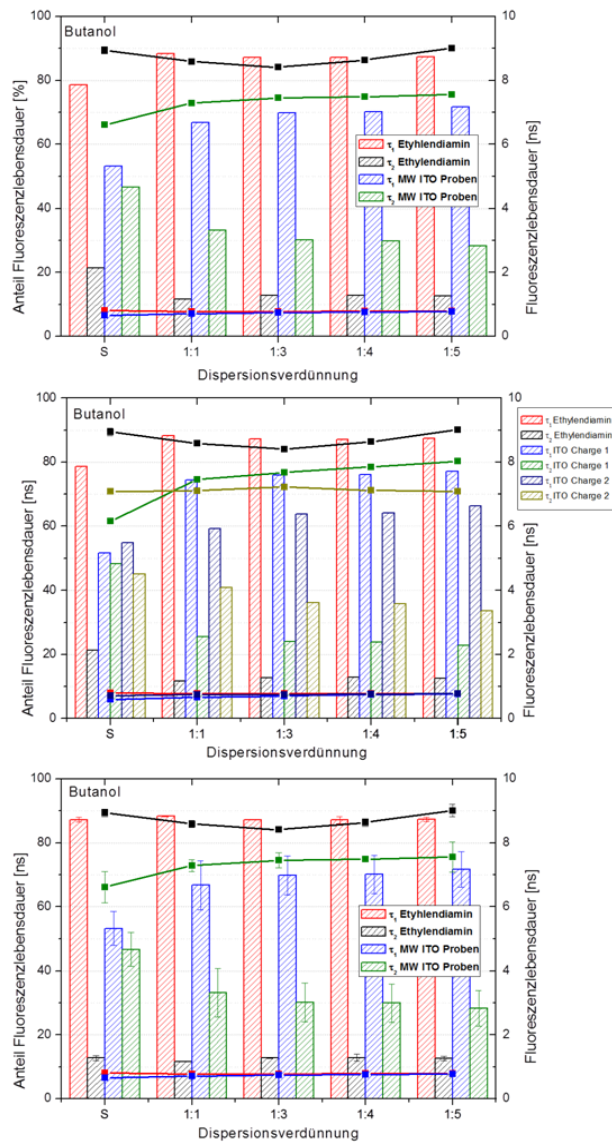 Butanol
100
80
60
40
20
0
Anteil Fluoreszenzlebensdauer [%]
10
8
6
4
2
0
Fluoreszenzlebensdauer [ns]
τ1 Etyhlendiamin
τ2 Ethylendiamin
τ1 MW ITO Proben
τ2 MW ITO Proben
S 1:1 1:3 1:4 1:5
Dispersionsverdünnung
Butanol
100
80
60
40
20
0
Anteil Fluoreszenzlebensdauer [ns]
10
8
6
4
2
0
Fluoreszenzlebensdauer [ns]
τ1 Ethylendiamin
τ2 Ethylendiamin
τ1 ITO Charge 1
τ2 ITO Charge 1
τ1 ITO Charge 2
τ2 ITO Charge 2
S 1:1 1:3 1:4 1:5
Dispersionsverdünnung
Butanol
100
80
60
40
20
0
Anteil Fluoreszenzlebensdauer [ns]
10
8
6
4
2
0
Fluoreszenzlebensdauer [ns]
τ1 Etyhlendiamin
τ2 Ethylendiamin
τ1 MW ITO Proben
τ2 MW ITO Proben
S 1:1 1:3 1:4 1:5
Dispersionsverdünnung